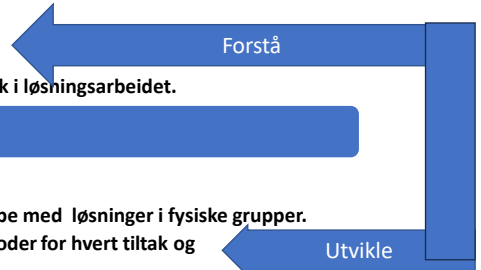 Forstå
k i løsningsarbeidet.
pe med løsninger i fysiske grupper.
oder for hvert tiltak og
Utvikle